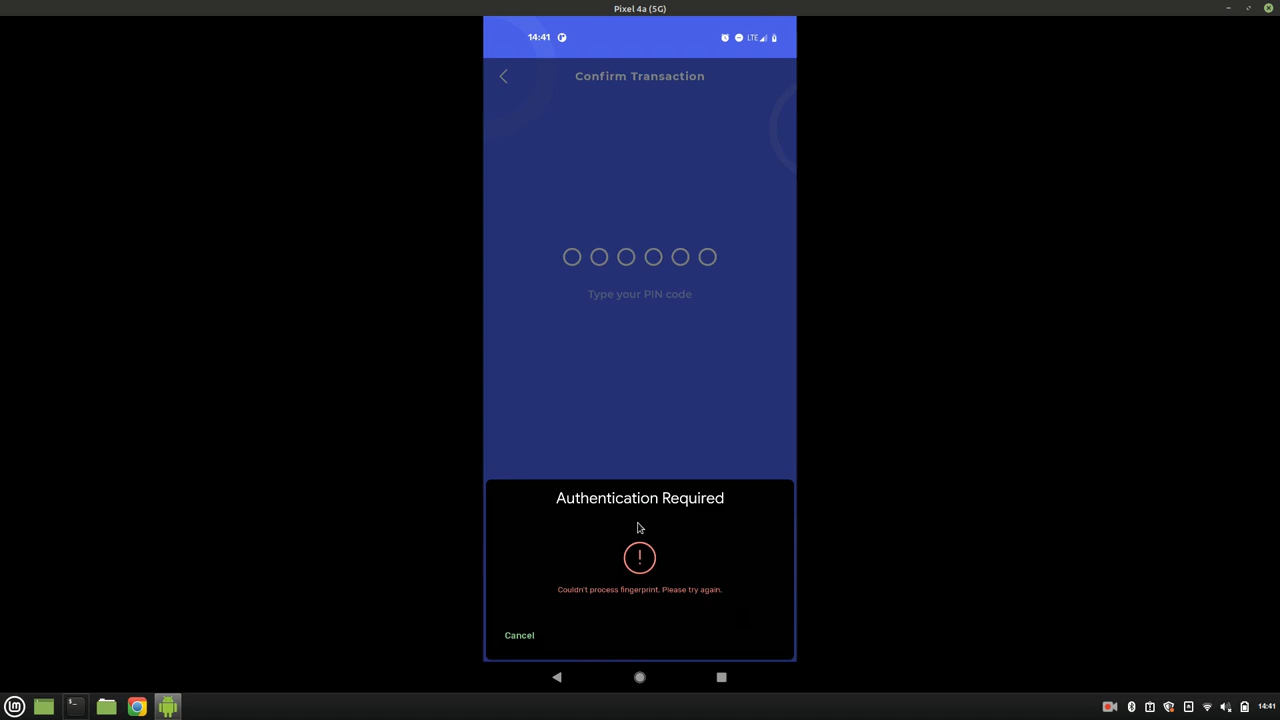 Pixel 4a (5G)
14:41
LTE
Confirm Transaction
Type your PIN code
Authentication Required
!
Couldn't process fingerprint. Please try again.
Cancel
14:41